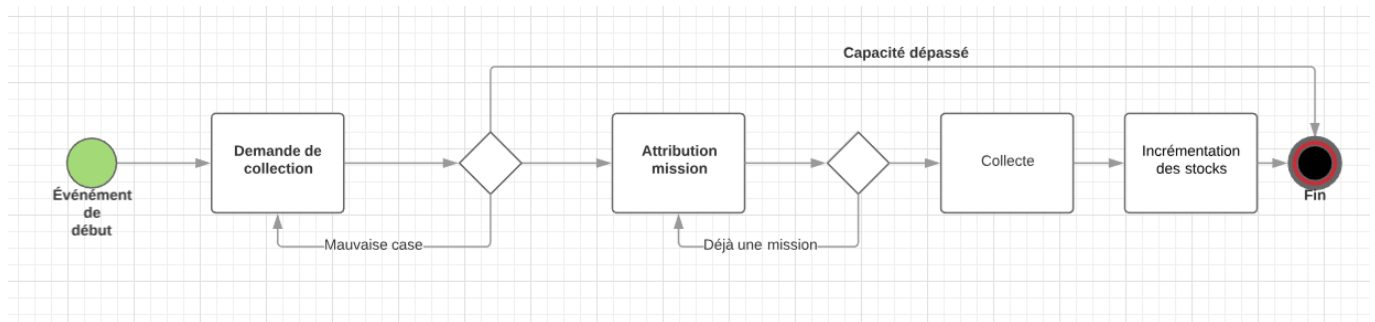 Capacité dépassé
Événément
de
début
Demande de
collection
Attribution
mission
Collecte
Incrémentation
des stocks
Fin
Mauvaise case
Déjà une mission